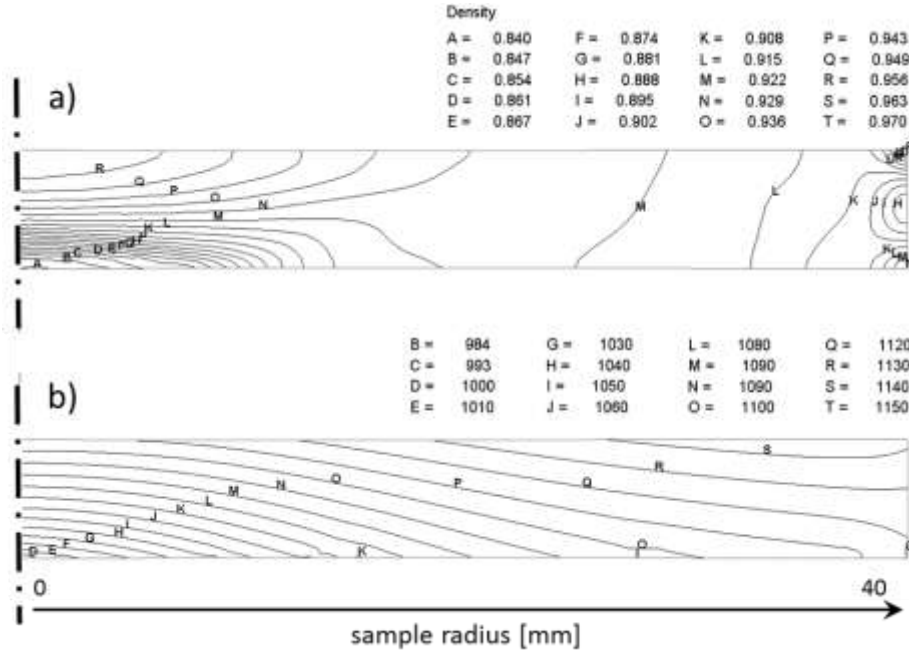 Density
A = 0.840 F = 0.874 K = 0.908 P = 0.943
B = 0.847 G = 0.881 L = 0.915 Q = 0.949
C = 0.854 H = 0.888 M = 0.922 R = 0.956
D = 0.861 I = 0.895 N = 0.929 S = 0.963
E = 0.867 J = 0.902 O = 0.936 T = 0.970
a)
R
Q
P
O
N
M
L
K
A B C D E
M
L
K J H
K
B = 984 G = 1030 L = 1080 Q = 1120
C = 993 H = 1040 M = 1090 R = 1130
D = 1000 I = 1050 N = 1090 S = 1140
E = 1010 J = 1060 O = 1100 T = 1150
b)
S
R
Q
P
O
N
M
L
K
J
I
H
G
F
E
D
K
O
0 40
sample radius [mm]